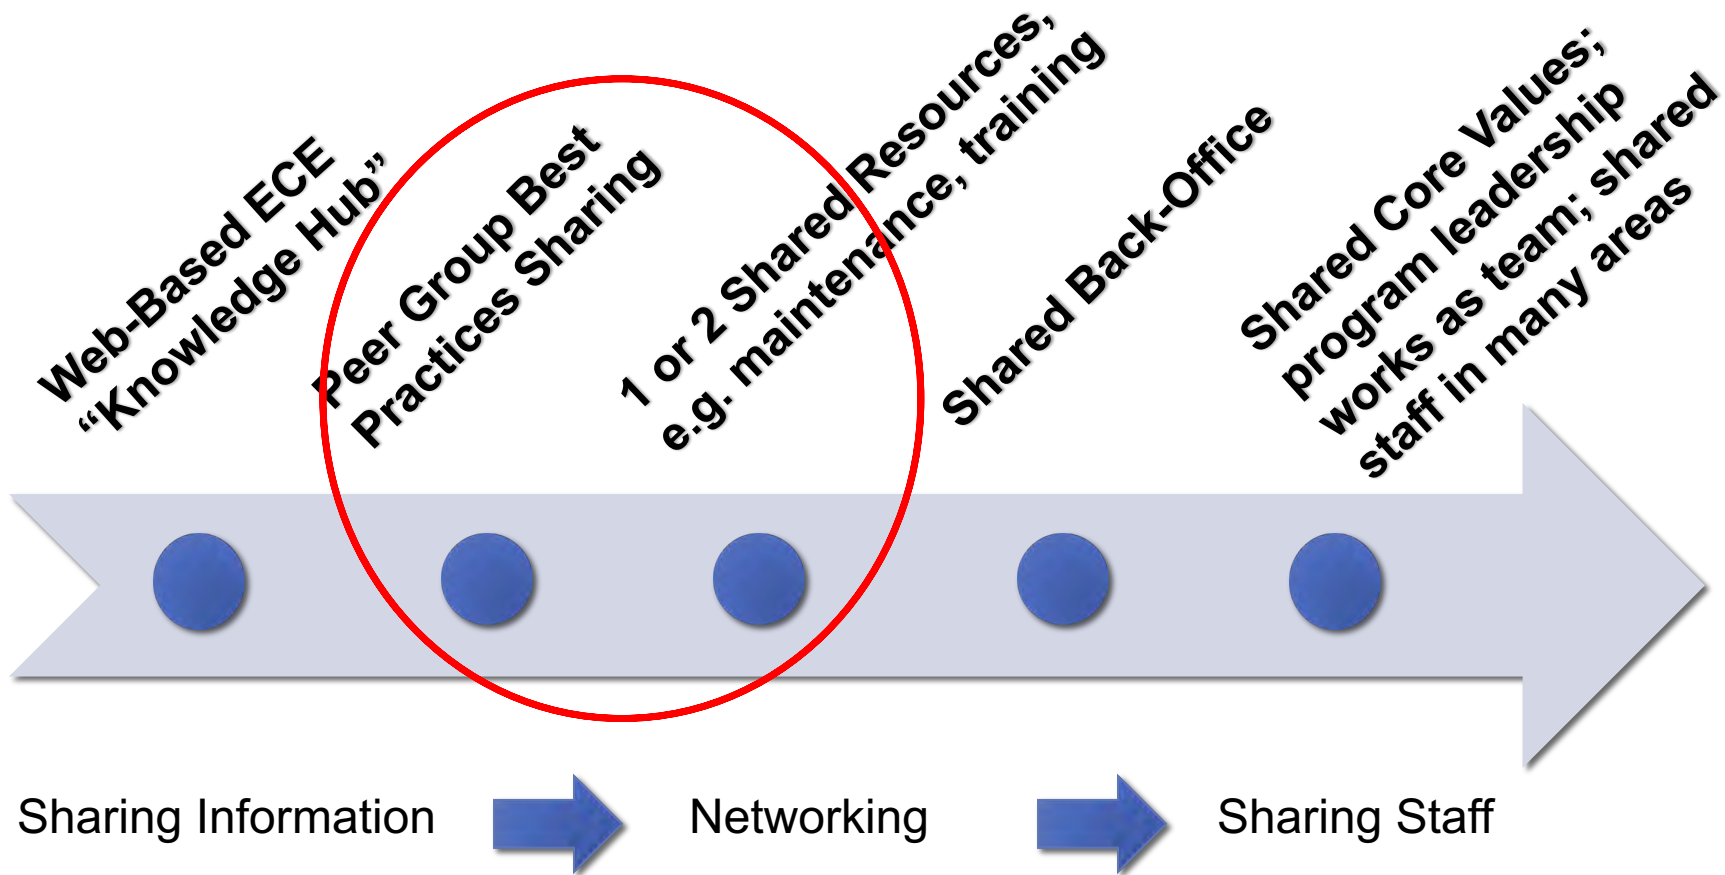 Web-Based ECE
“Knowledge Hub”
Peer Group Best
Practices Sharing
1 or 2 Shared Resources,
e.g. maintenance, training
Shared Back-Office
Shared Core Values;
program leadership
works as team; shared
staff in many areas
Sharing Information
Networking
Sharing Staff